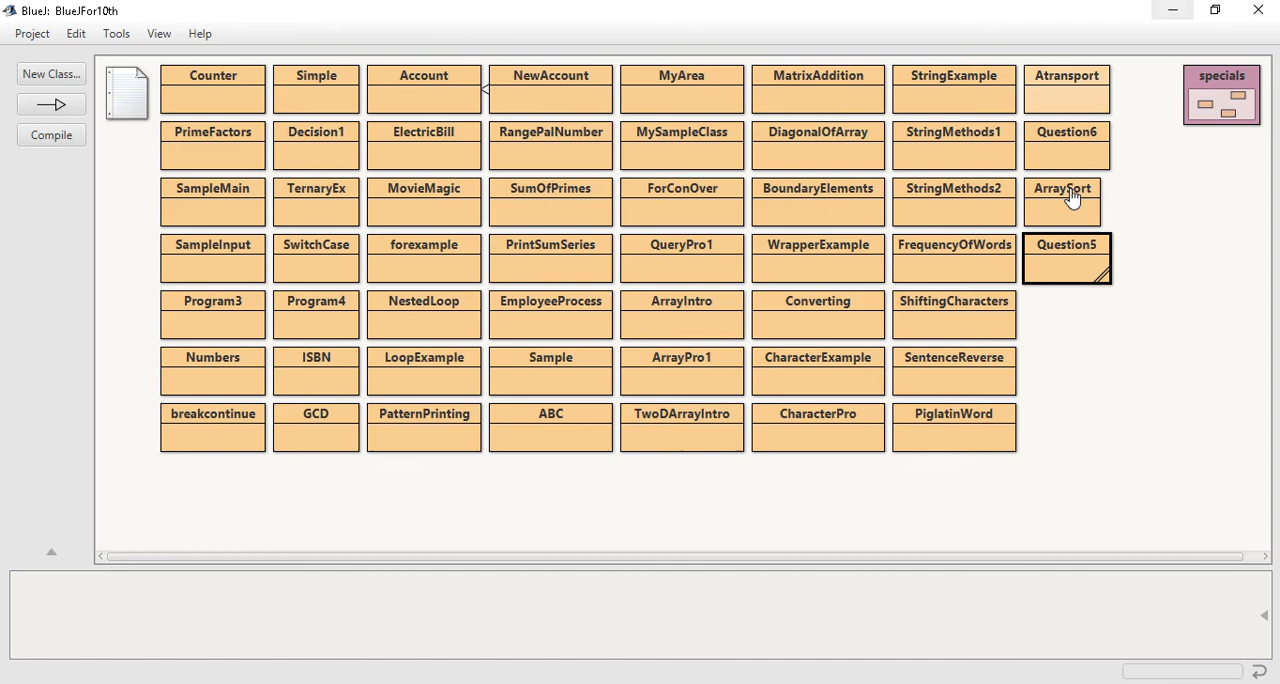 BlueJ: BlueJFor10th
Project Edit Tools View Help
New Class...
Compile
Counter Simple Account NewAccount MyArea MatrixAddition StringExample Atransport specials
PrimeFactors Decision1 ElectricBill RangePalNumber MySampleClass DiagonalOfArray StringMethods1 Question6
SampleMain TernaryEx MovieMagic SumOfPrimes ForConOver BoundaryElements StringMethods2 ArraySort
SampleInput SwitchCase forexample PrintSumSeries QueryPro1 WrapperExample FrequencyOfWords Question5
Program3 Program4 NestedLoop EmployeeProcess ArrayIntro Converting ShiftingCharacters
Numbers ISBN LoopExample Sample ArrayPro1 CharacterExample SentenceReverse
breakcontinue GCD PatternPrinting ABC TwoDArrayIntro CharacterPro PiglatinWord